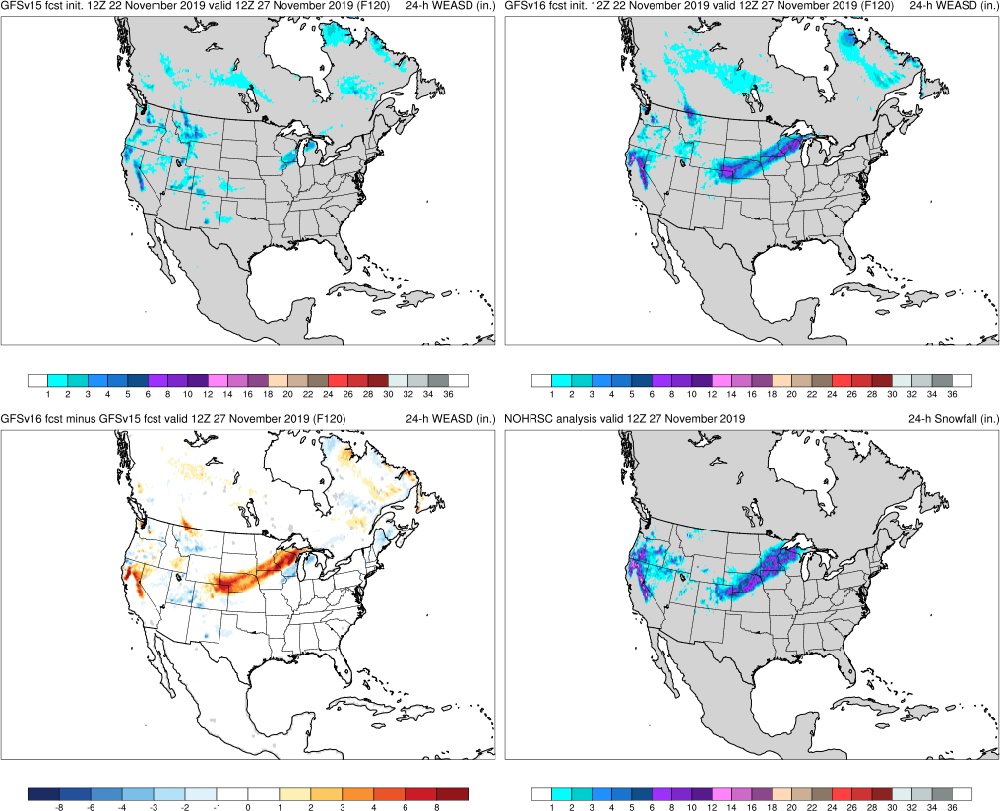 GFSv15 fcst init. 12Z 22 November 2019 valid 12Z 27 November 2019 (F120) 24-h WEASD (in.)
GFSv16 fcst init. 12Z 22 November 2019 valid 12Z 27 November 2019 (F120) 24-h WEASD (in.)
1 2 3 4 5 6 8 10 12 14 16 18 20 22 24 26 28 30 32 34 36
1 2 3 4 5 6 8 10 12 14 16 18 20 22 24 26 28 30 32 34 36
GFSv16 fcst minus GFSv15 fcst valid 12Z 27 November 2019 (F120) 24-h WEASD (in.)
NOHRSC analysis valid 12Z 27 November 2019 24-h Snowfall (in.)
-8 -6 -4 -3 -2 -1 0 1 2 3 4 6 8
1 2 3 4 5 6 8 10 12 14 16 18 20 22 24 26 28 30 32 34 36